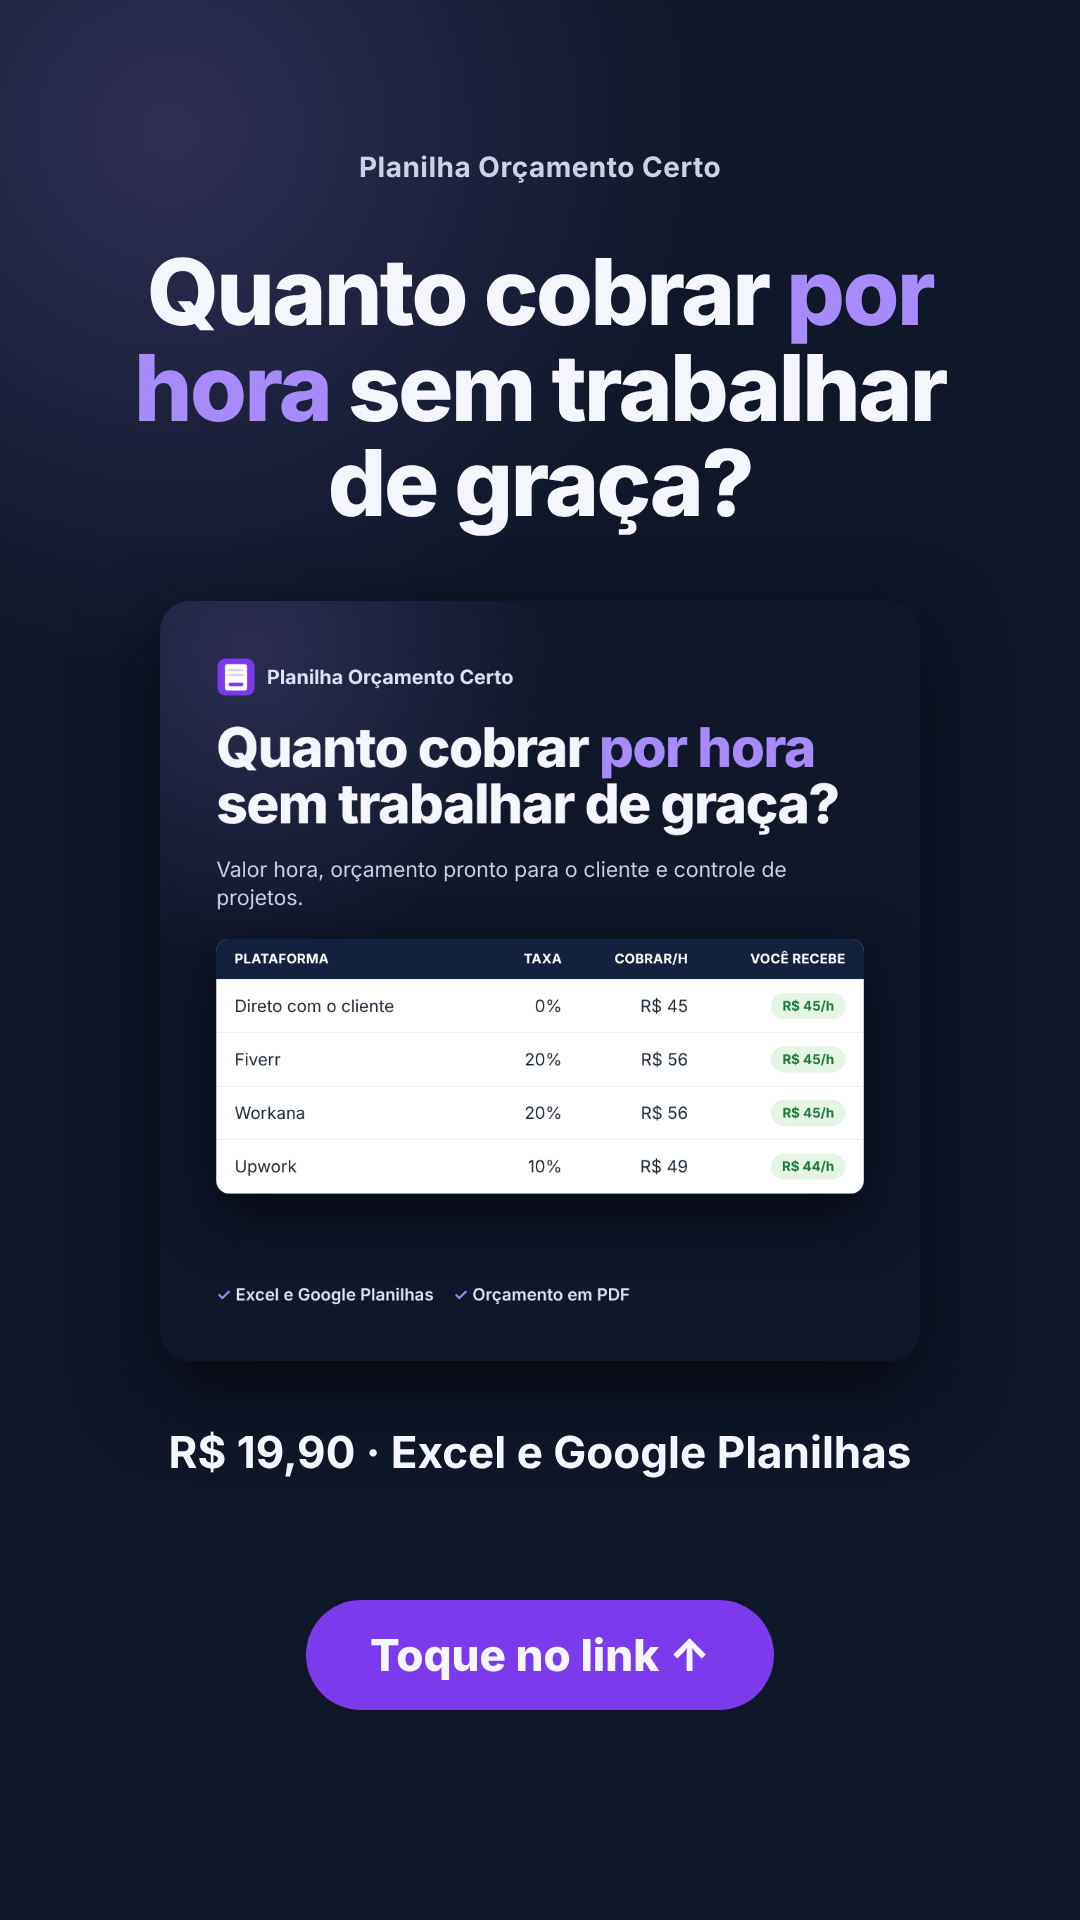 Planilha Orçamento Certo
Quanto cobrar por
hora sem trabalhar
de graça?
Planilha Orçamento Certo
Quanto cobrar por hora
sem trabalhar de graça?
Valor hora, orçamento pronto para o cliente e controle de
projetos.
PLATAFORMA TAXA COBRAR/H VOCÊ RECEBE
Direto com o cliente 0% R$ 45 R$ 45/h
Fiverr 20% R$ 56 R$ 45/h
Workana 20% R$ 56 R$ 45/h
Upwork 10% R$ 49 R$ 44/h
✓ Excel e Google Planilhas ✓ Orçamento em PDF
R$ 19,90 · Excel e Google Planilhas
Toque no link ↑